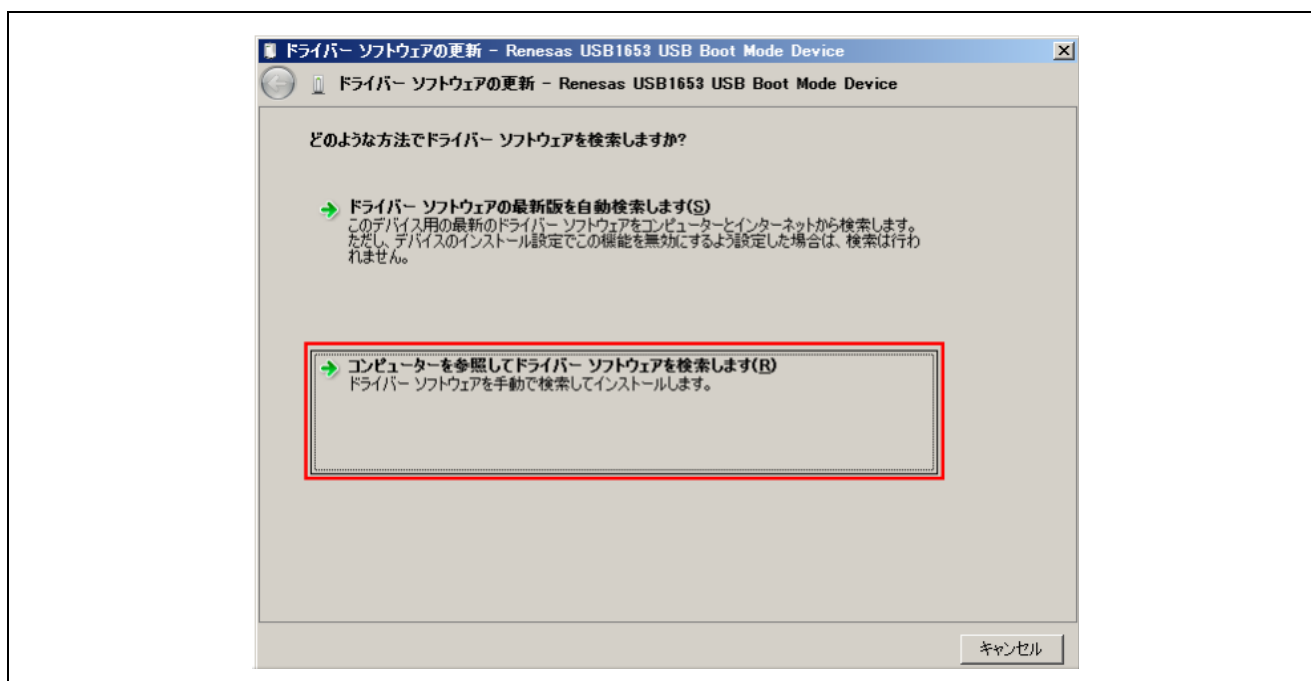 ドライバー ソフトウェアの更新 - Renesas USB1653 USB Boot Mode Device
ドライバー ソフトウェアの更新 - Renesas USB1653 USB Boot Mode Device
どのような方法でドライバー ソフトウェアを検索しますか?
ドライバー ソフトウェアの最新版を自動検索します(S)
このデバイス用の最新のドライバー ソフトウェアをコンピューターとインターネットから検索します。
ただし、デバイスのインストール設定でこの機能を無効にするよう設定した場合は、検索は行わ
れません。
コンピューターを参照してドライバー ソフトウェアを検索します(R)
ドライバー ソフトウェアを手動で検索してインストールします。
キャンセル